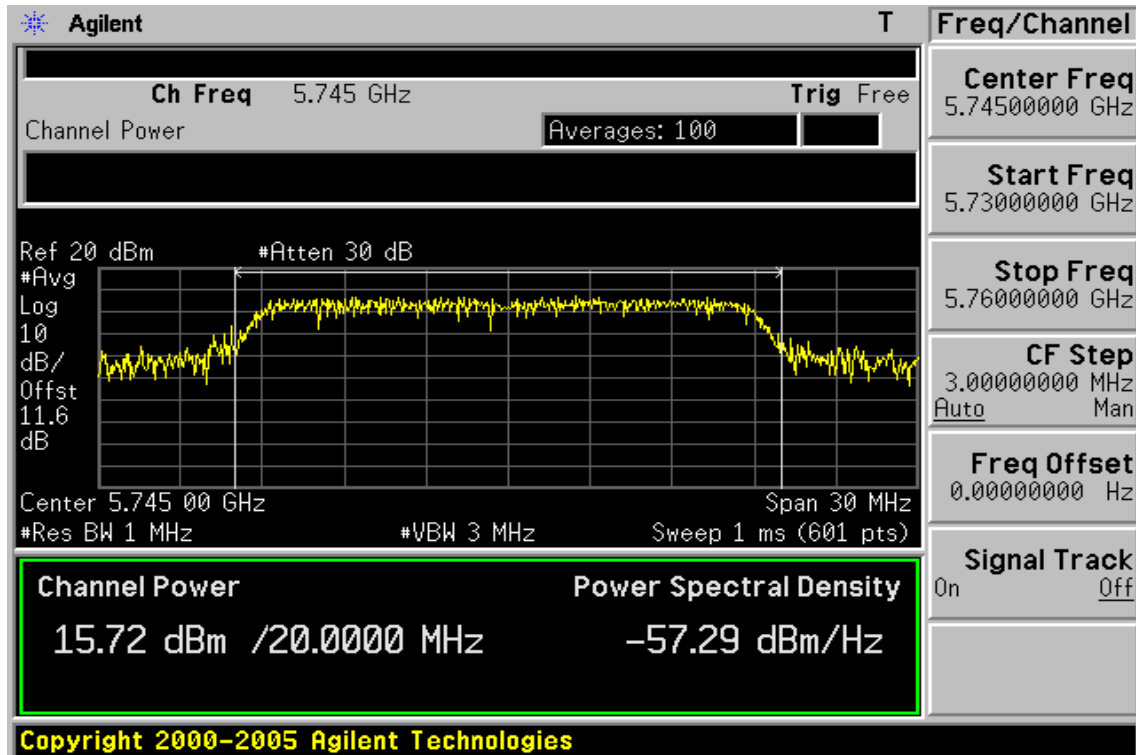 Agilent T
Ch Freq 5.745 GHz Trig Free
Channel Power Averages: 100
Ref 20 dBm #Atten 30 dB
#Avg
Log
10
dB/
Offst
11.6
dB
Center 5.745 00 GHz Span 30 MHz
#Res BW 1 MHz #VBW 3 MHz Sweep 1 ms (601 pts)
Channel Power Power Spectral Density
15.72 dBm /20.0000 MHz -57.29 dBm/Hz
Copyright 2000-2005 Agilent Technologies
Freq/Channel
Center Freq
5.74500000 GHz
Start Freq
5.73000000 GHz
Stop Freq
5.76000000 GHz
CF Step
3.00000000 MHz
Auto Man
Freq Offset
0.00000000 Hz
Signal Track
On Off